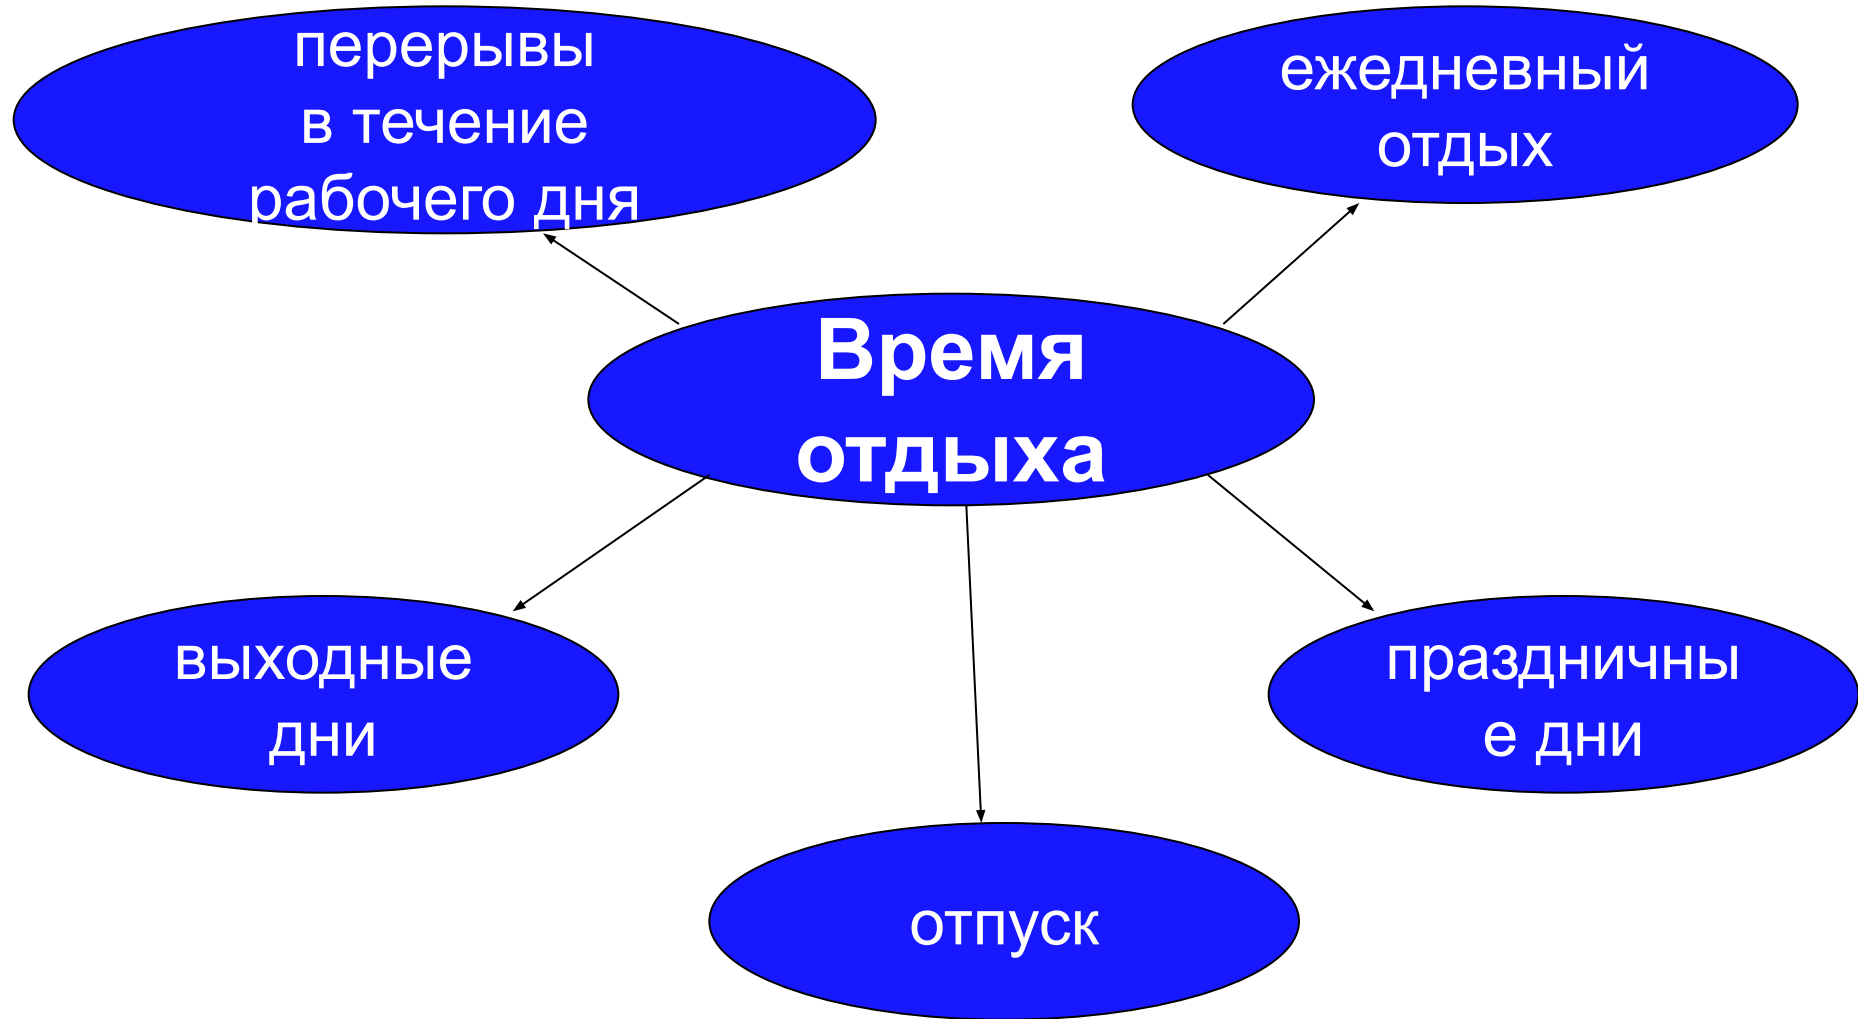 перерывы
в течение
рабочего дня
ежедневный
отдых
Время
отдыха
выходные
дни
праздничны
е дни
отпуск